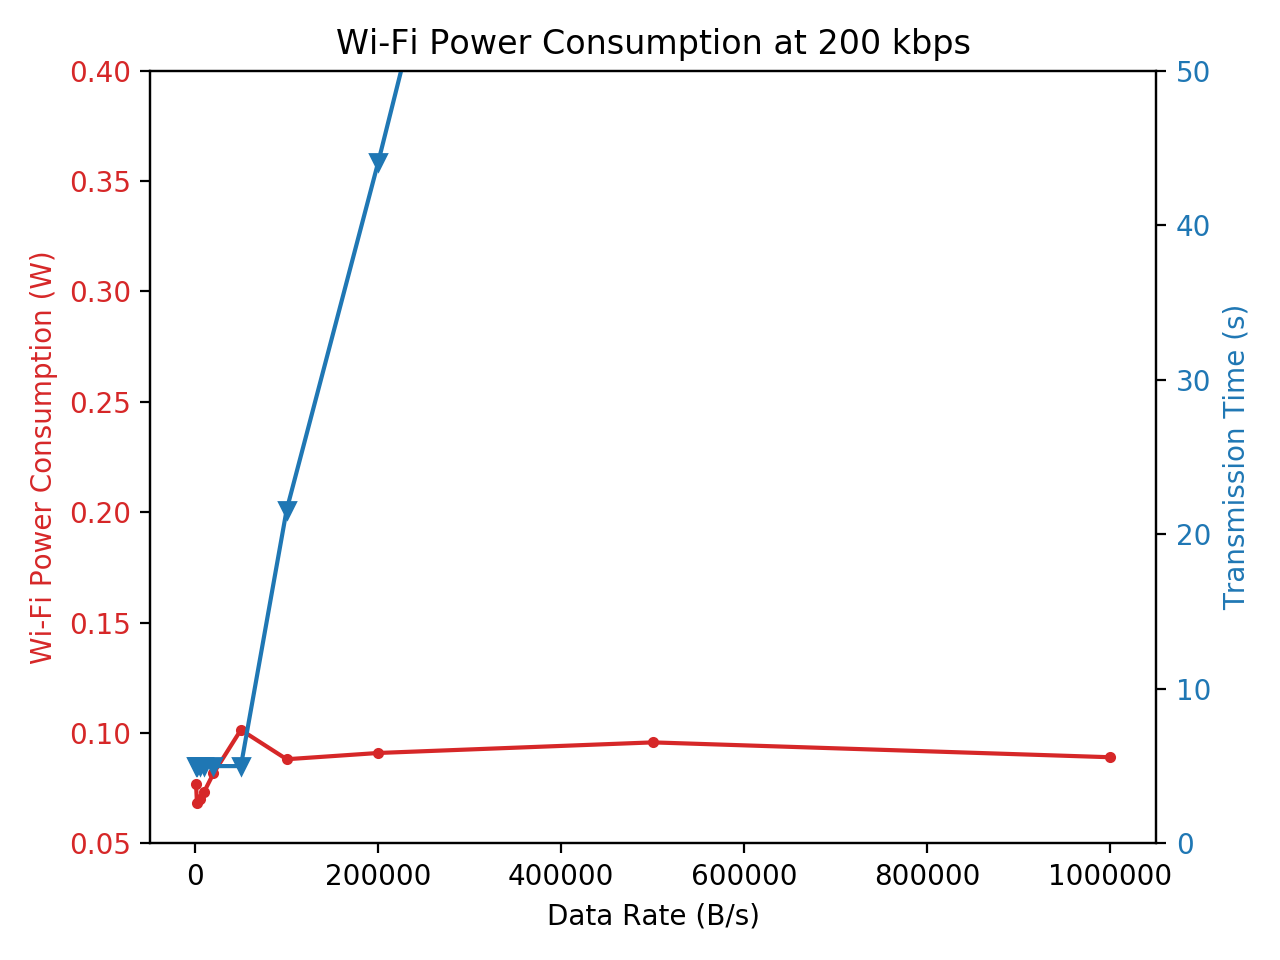 Wi-Fi Power Consumption at 200 kbps
0.40
0.35
0.30
0.25
0.20
0.15
0.10
0.05
Wi-Fi Power Consumption (W)
50
40
30
20
10
0
Transmission Time (s)
0 200000 400000 600000 800000 1000000
Data Rate (B/s)